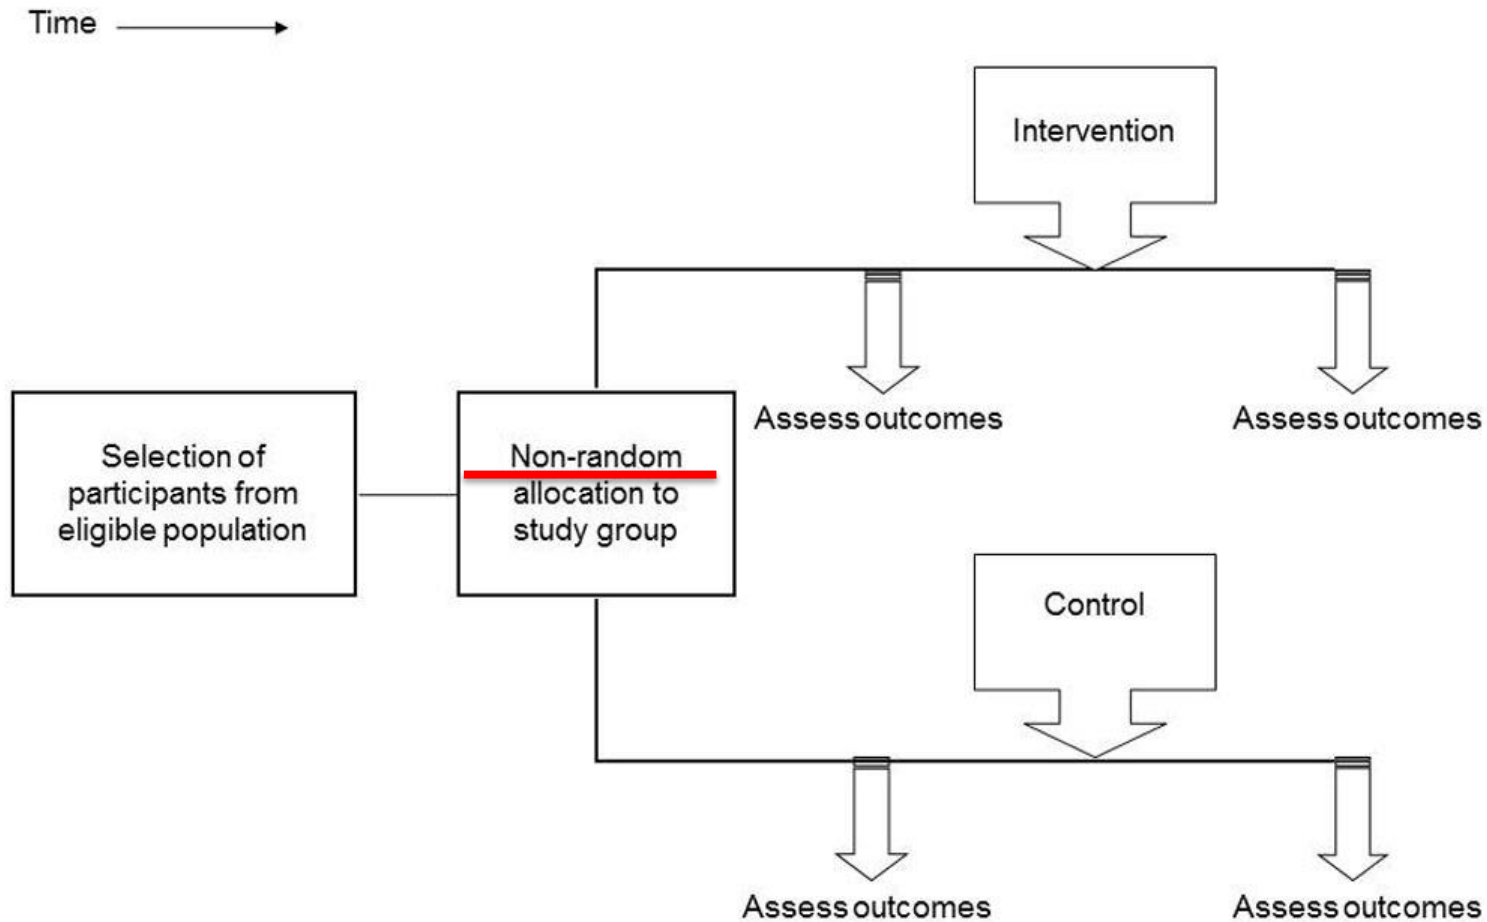 Time
Intervention
Assess outcomes
Assess outcomes
Selection of
participants from
eligible population
Non-random
allocation to
study group
Control
Assess outcomes
Assess outcomes